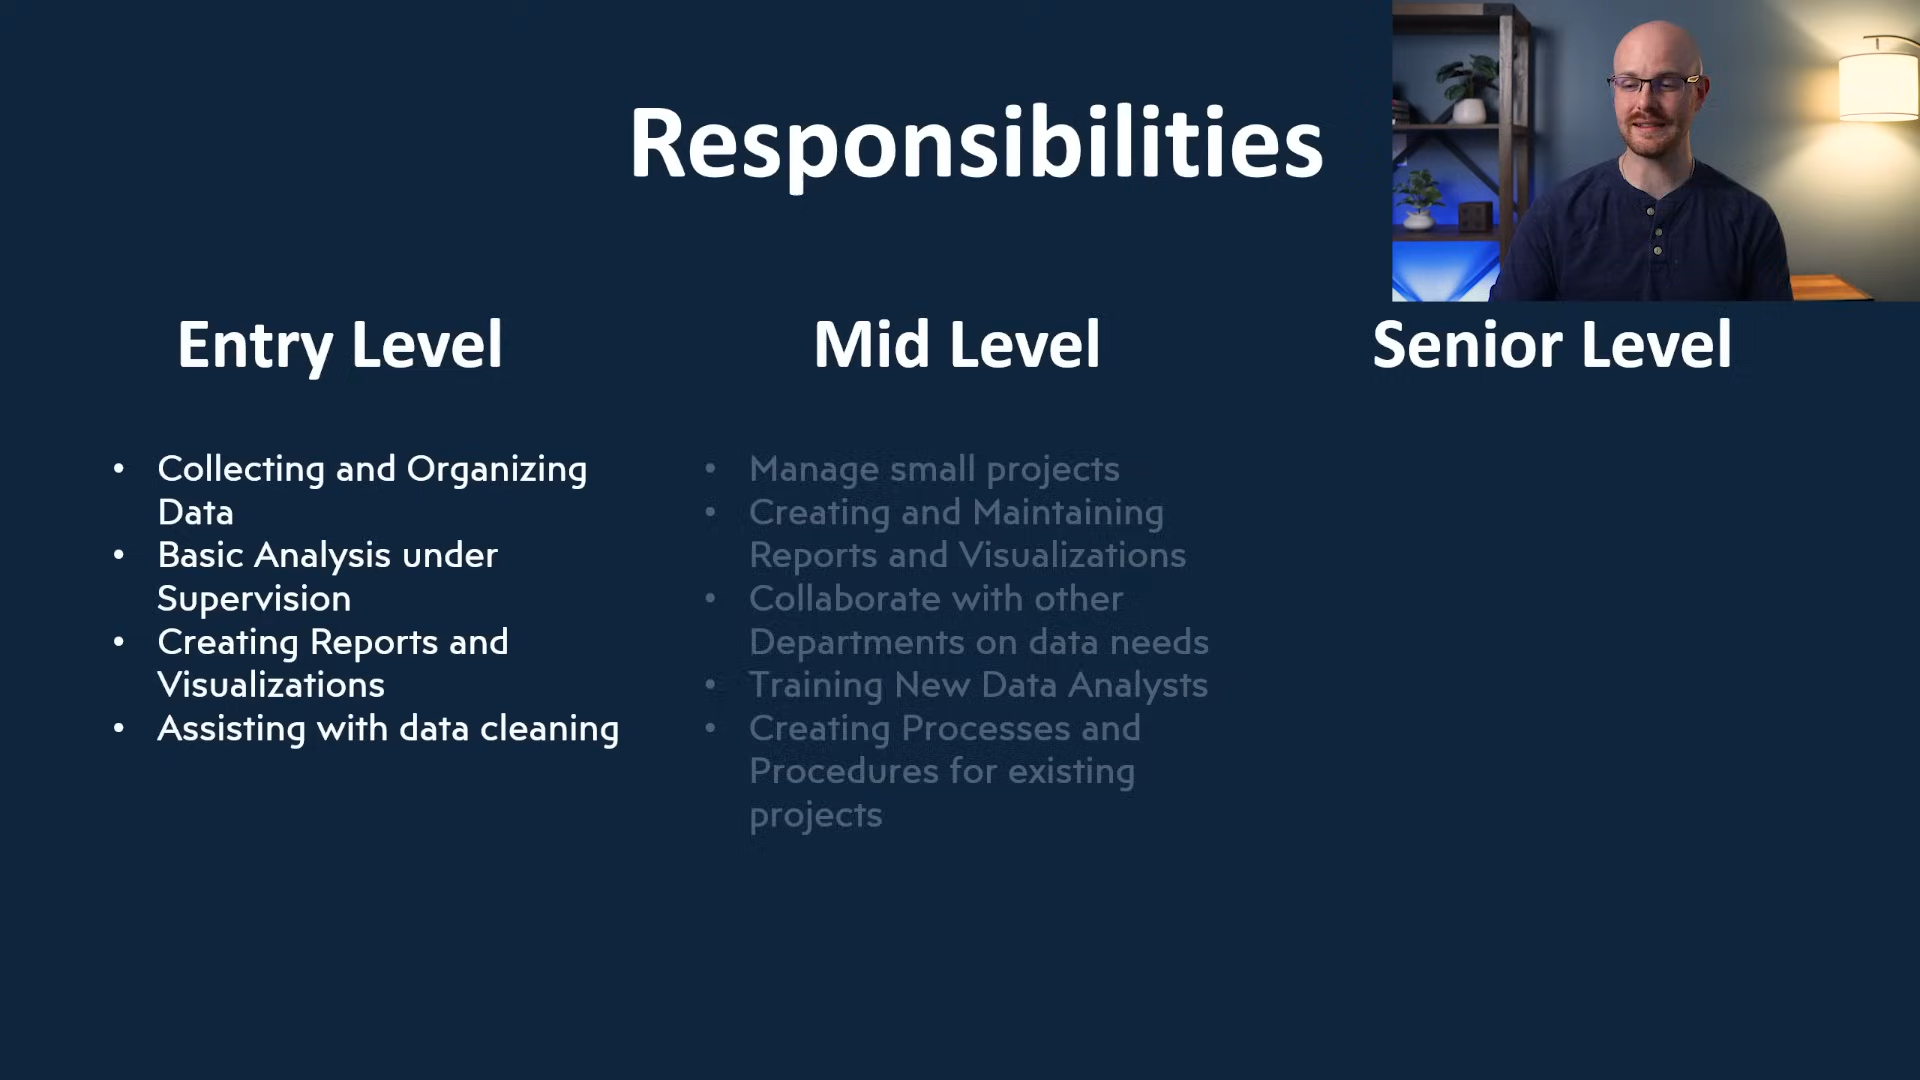 Responsibilities
Entry Level
Mid Level
Senior Level
• Collecting and Organizing
Data
• Basic Analysis under
Supervision
• Creating Reports and
Visualizations
• Assisting with data cleaning
• Manage small projects
• Creating and Maintaining
Reports and Visualizations
• Collaborate with other
Departments on data needs
• Training New Data Analysts
• Creating Processes and
Procedures for existing
projects